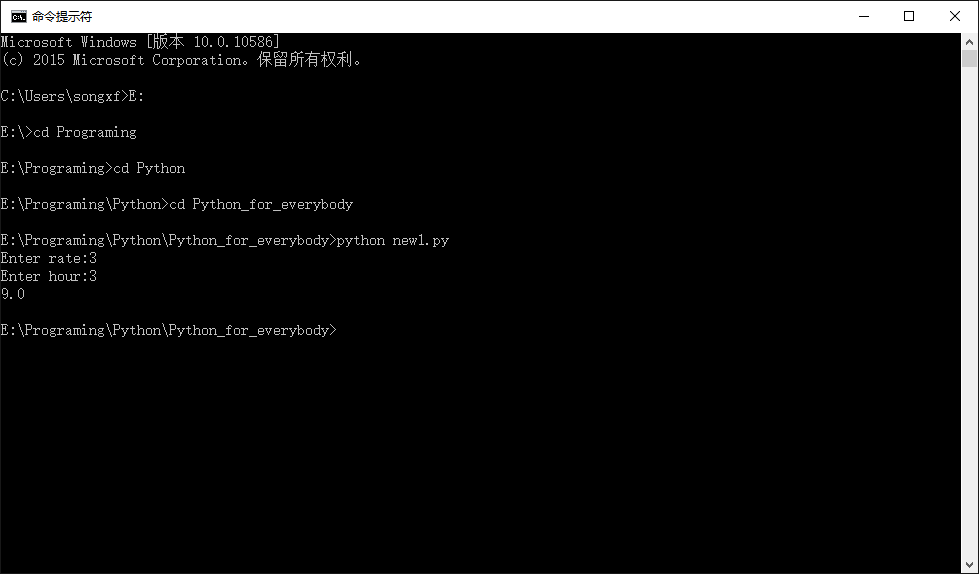 命令提示符
Microsoft Windows [版本 10.0.10586]
(c) 2015 Microsoft Corporation。保留所有权利。
C:\Users\songxf>E:
E:\>cd Programing
E:\Programing>cd Python
E:\Programing\Python>cd Python_for_everybody
E:\Programing\Python\Python_for_everybody>python new1.py
Enter rate:3
Enter hour:3
9.0
E:\Programing\Python\Python_for_everybody>